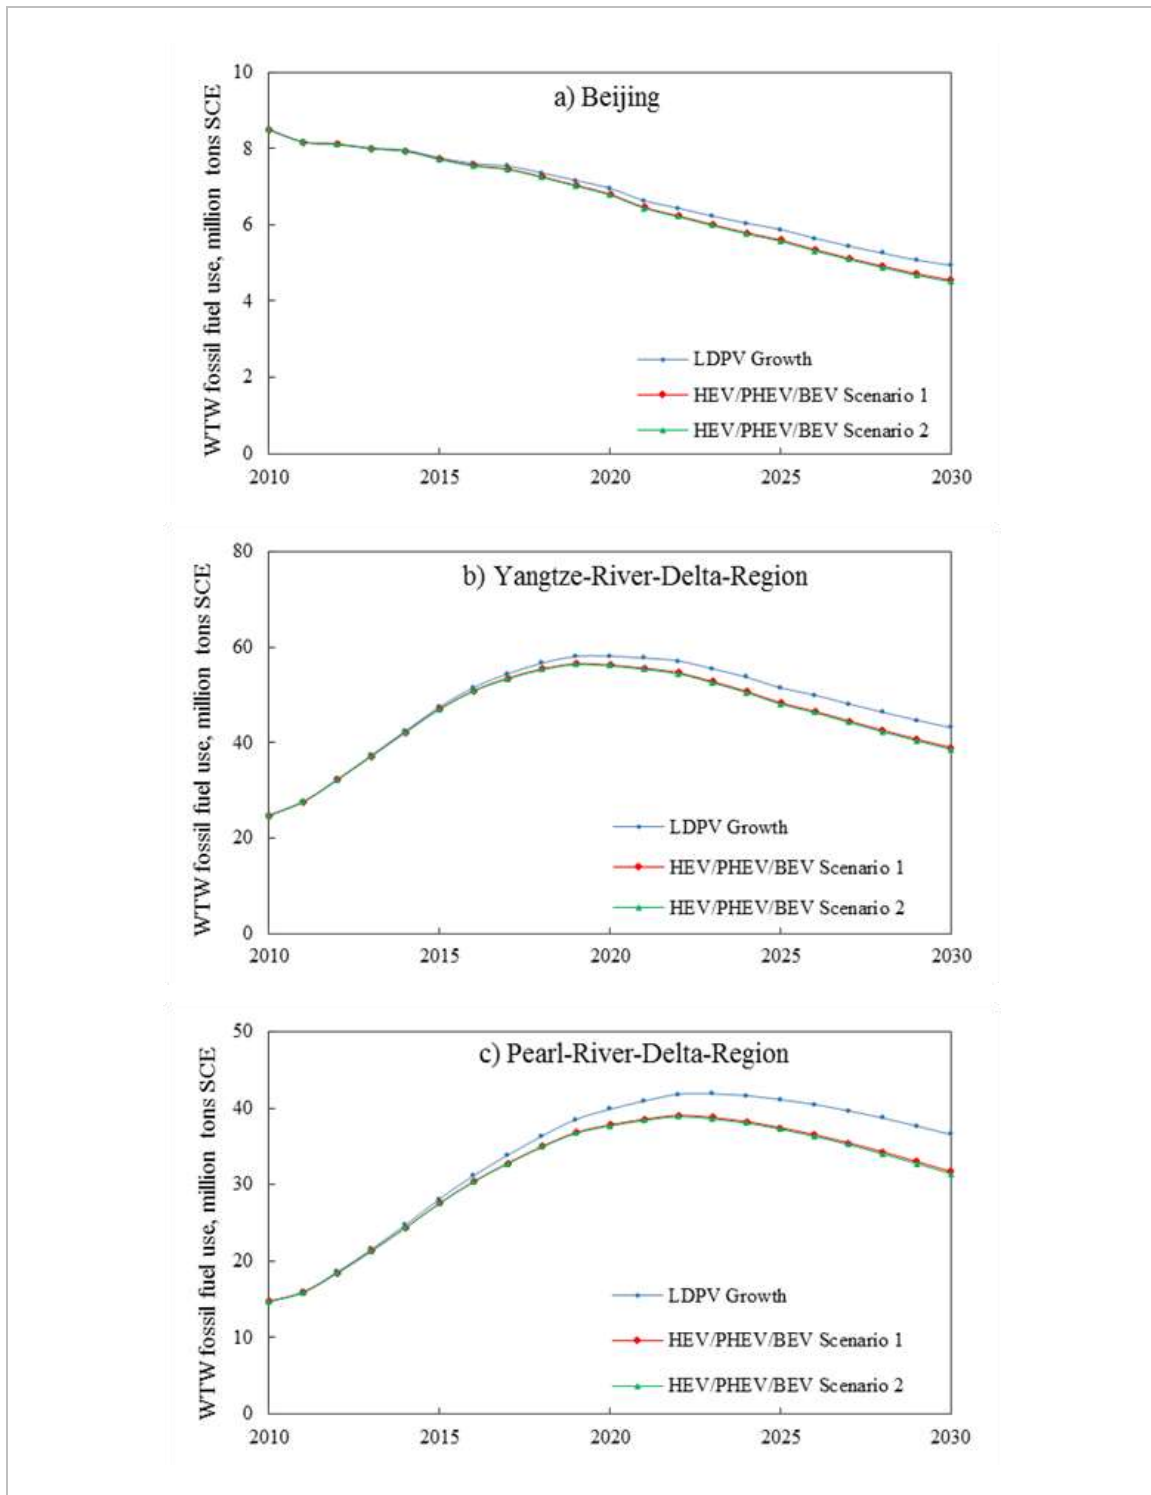 a) Beijing
WTW fossil fuel use, million tons SCE
10
8
6
4
2
0
LDPV Growth
HEV/PHEV/BEV Scenario 1
HEV/PHEV/BEV Scenario 2
2010 2015 2020 2025 2030
b) Yangtze-River-Delta-Region
WTW fossil fuel use, million tons SCE
80
60
40
20
0
LDPV Growth
HEV/PHEV/BEV Scenario 1
HEV/PHEV/BEV Scenario 2
2010 2015 2020 2025 2030
c) Pearl-River-Delta-Region
WTW fossil fuel use, million tons SCE
50
40
30
20
10
0
LDPV Growth
HEV/PHEV/BEV Scenario 1
HEV/PHEV/BEV Scenario 2
2010 2015 2020 2025 2030